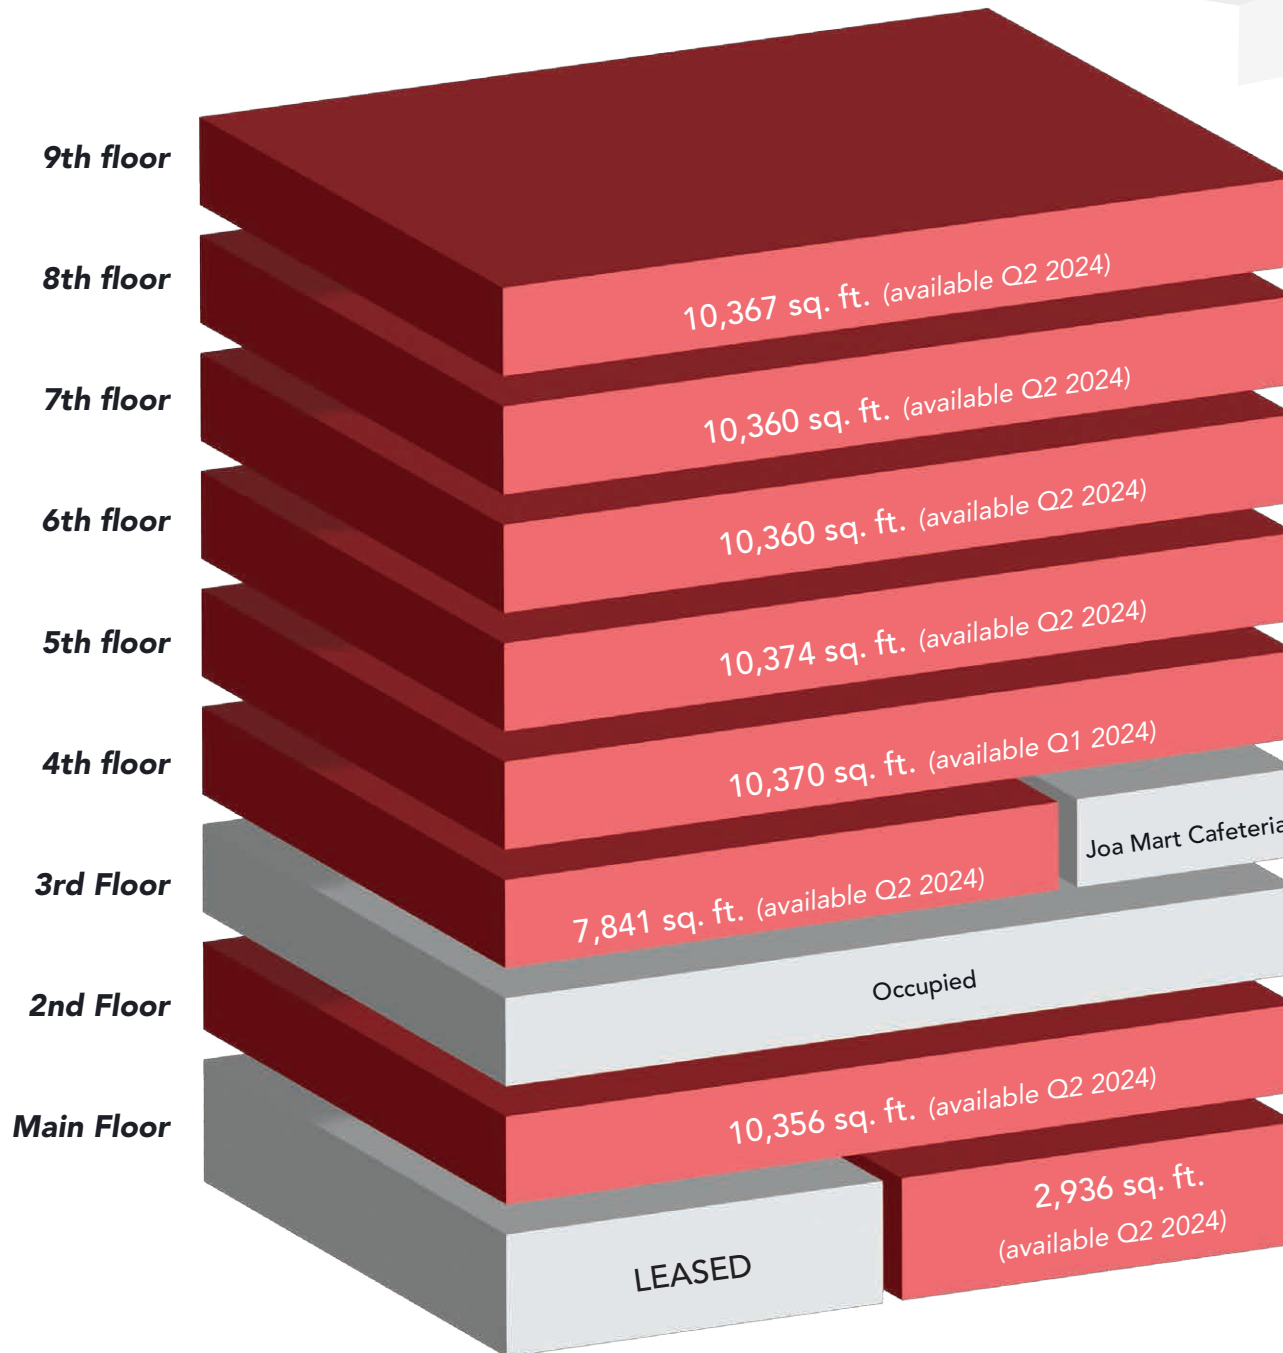 9th floor
10,367 sq. ft. (available Q2 2024)
8th floor
10,360 sq. ft. (available Q2 2024)
7th floor
10,360 sq. ft. (available Q2 2024)
6th floor
10,374 sq. ft. (available Q2 2024)
5th floor
10,370 sq. ft. (available Q1 2024)
4th floor
7,841 sq. ft. (available Q2 2024)
Joa Mart Cafeteria
3rd Floor
Occupied
2nd Floor
10,356 sq. ft. (available Q2 2024)
Main Floor
LEASED
2,936 sq. ft.
(available Q2 2024)